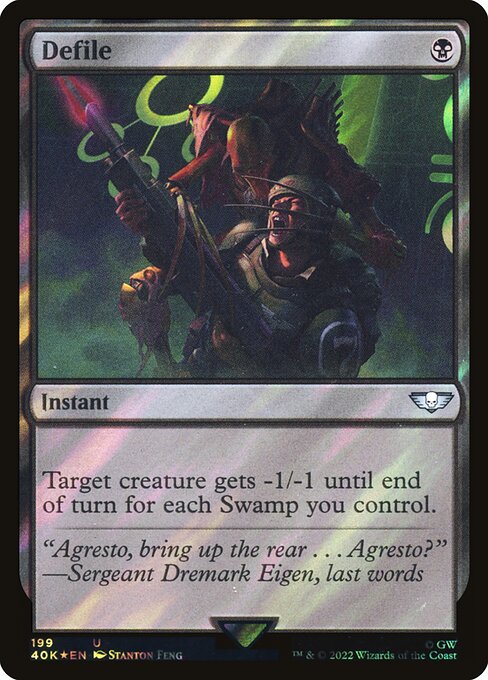 Defile
Instant
Target creature gets -1/-1 until end
of turn for each Swamp you control.
“Agresto, bring up the rear . . . Agresto?”
—Sergeant Dremark Eigen, last words
199 U
40K★EN Stanton Feng
© GW
™ & © 2022 Wizards of the Coast